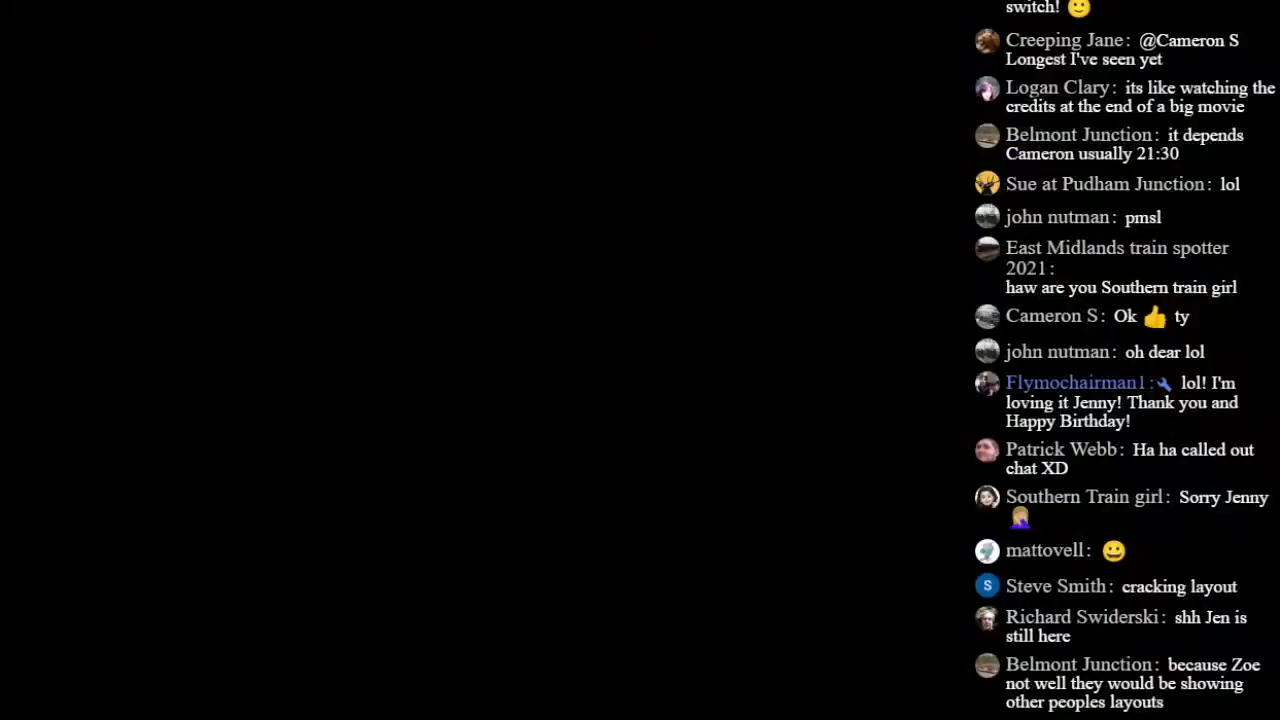 switch! 🙂
Creeping Jane: @Cameron S
Longest I've seen yet
Logan Clary: its like watching the
credits at the end of a big movie
Belmont Junction: it depends
Cameron usually 21:30
Sue at Pudham Junction: lol
john nutman: pmsl
East Midlands train spotter
2021:
haw are you Southern train girl
Cameron S: Ok 👍 ty
john nutman: oh dear lol
Flymochairman1:🔧 lol! I'm
loving it Jenny! Thank you and
Happy Birthday!
Patrick Webb: Ha ha called out
chat XD
Southern Train girl: Sorry Jenny
🤦🏼‍♀️
mattovell: 😀
S Steve Smith: cracking layout
Richard Swiderski: shh Jen is
still here
Belmont Junction: because Zoe
not well they would be showing
other peoples layouts